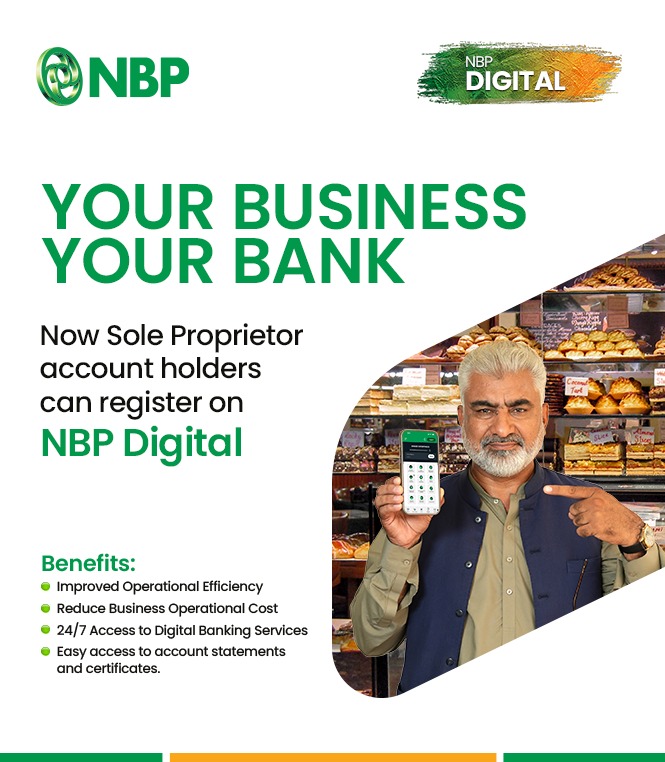 NBP
NBP
DIGITAL
YOUR BUSINESS
YOUR BANK
Now Sole Proprietor
account holders
can register on
NBP Digital
Coconut
Tart
Benefits:
Improved Operational Efficiency
Reduce Business Operational Cost
24/7 Access to Digital Banking Services
Easy access to account statements
and certificates.